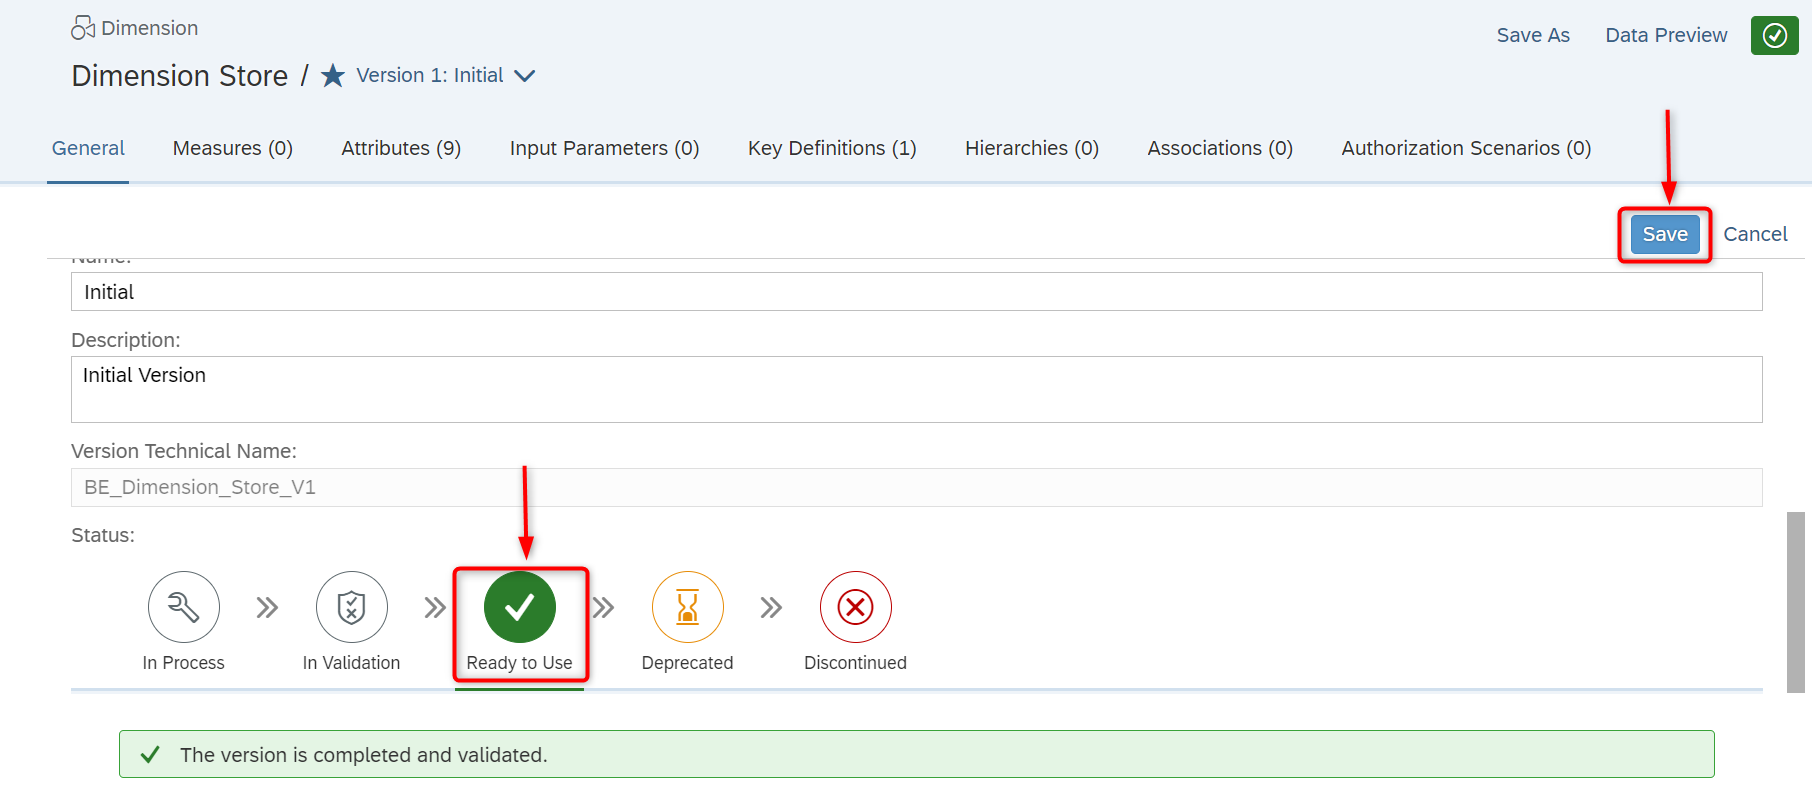 Dimension
Save As Data Preview
Dimension Store / Version 1: Initial
General Measures (0) Attributes (9) Input Parameters (0) Key Definitions (1) Hierarchies (0) Associations (0) Authorization Scenarios (0)
Save Cancel
Name:
Initial
Description:
Initial Version
Version Technical Name:
BE_Dimension_Store_V1
Status:
In Process In Validation Ready to Use Deprecated Discontinued
The version is completed and validated.